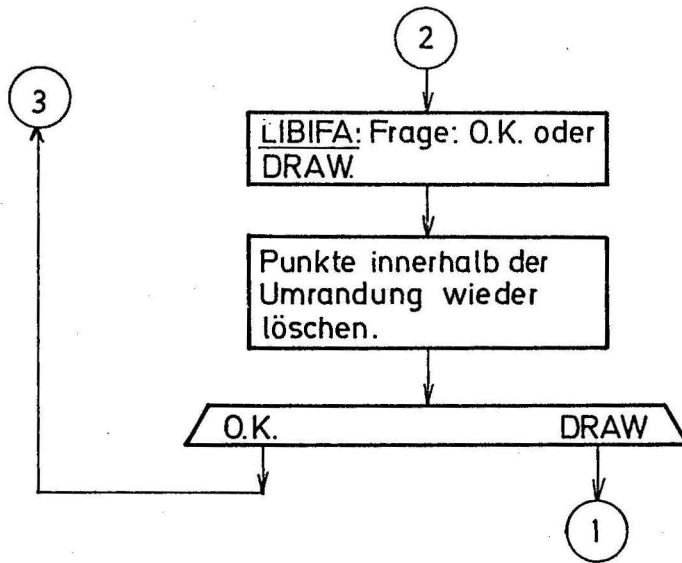 2
3
LIBIFA: Frage: O.K. oder
DRAW.
Punkte innerhalb der
Umrandung wieder
löschen.
O.K. DRAW
1